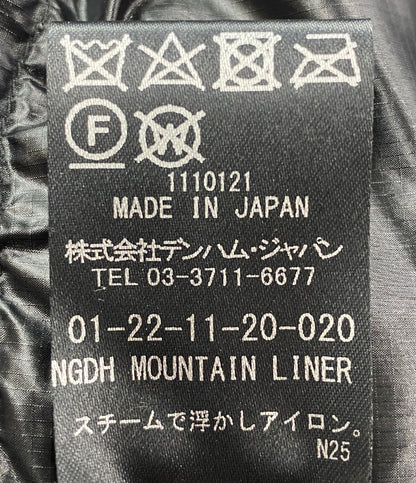 F W
1110121
MADE IN JAPAN
株式会社デンハム・ジャパン
TEL 03-3711-6677
01-22-11-20-020
NGDH MOUNTAIN LINER
スチームで浮かしアイロン。
N25